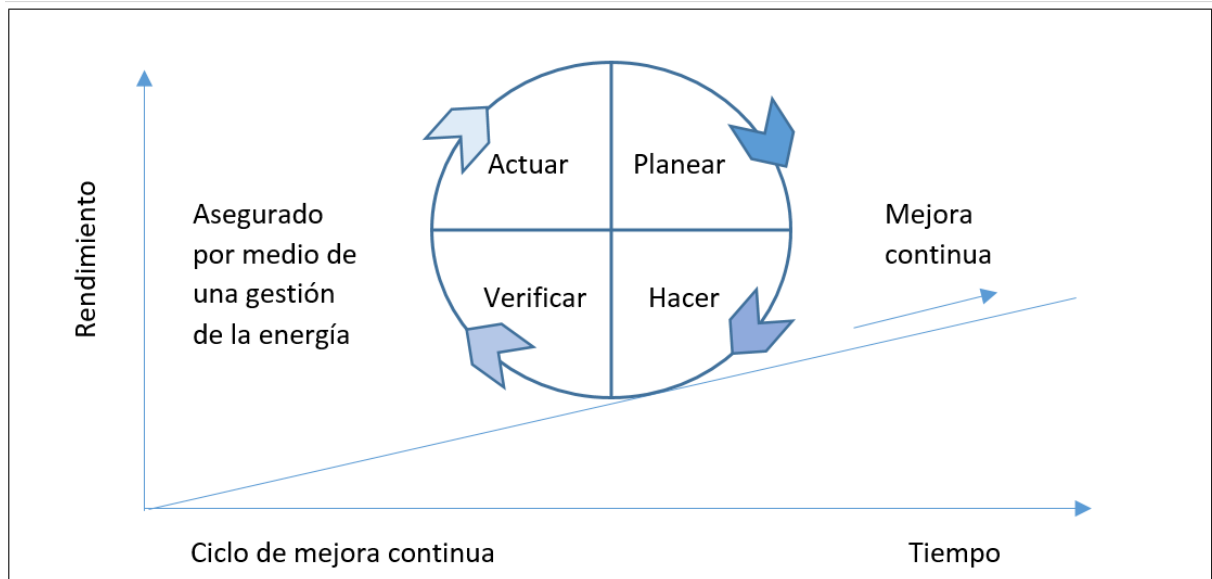 Rendimiento
Asegurado
por medio de
una gestión
de la energía
Actuar
Planear
Verificar
Hacer
Mejora
continua
Ciclo de mejora continua
Tiempo